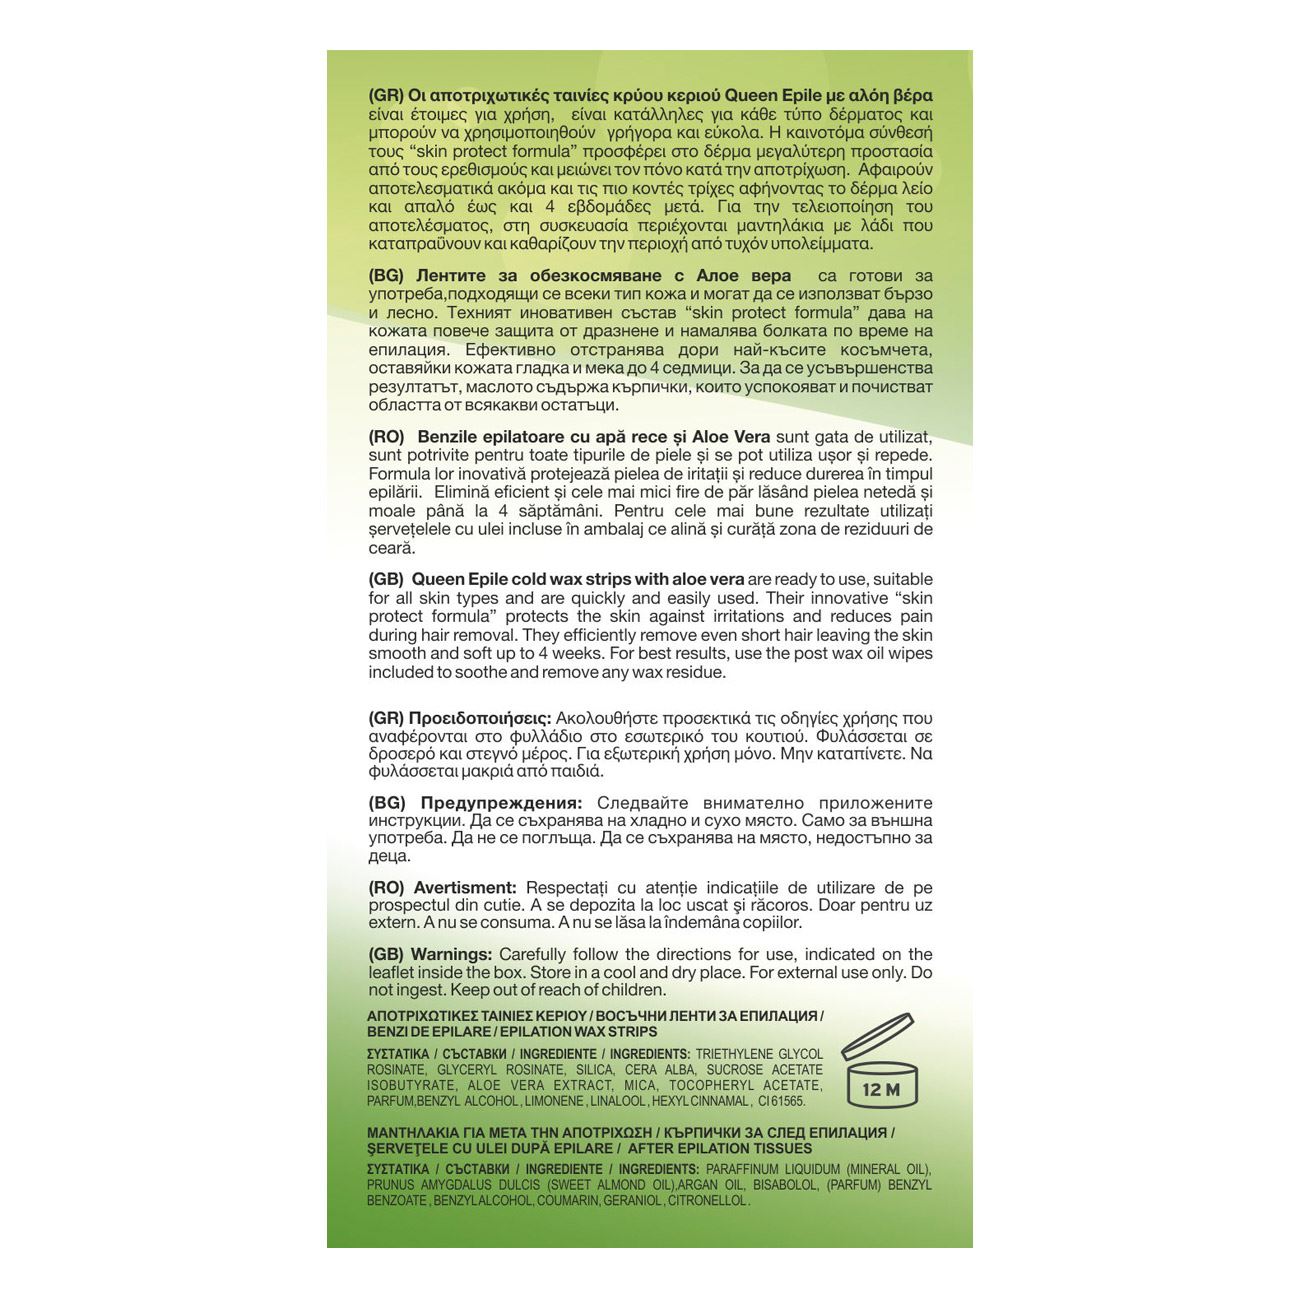 (GR) Οι αποτριχωτικές ταινίες κρύου κεριού Queen Epile με αλόη βέρα
είναι έτοιμες για χρήση, είναι κατάλληλες για κάθε τύπο δέρματος και
μπορούν να χρησιμοποιηθούν γρήγορα και εύκολα. Η καινοτόμα σύνθεσή
τους “skin protect formula” προσφέρει στο δέρμα μεγαλύτερη προστασία
από τους ερεθισμούς και μειώνει τον πόνο κατά την αποτρίχωση. Αφαιρούν
αποτελεσματικά ακόμα και τις πιο κοντές τρίχες αφήνοντας το δέρμα λείο
και απαλό έως και 4 εβδομάδες μετά. Για την τελειοποίηση του
αποτελέσματος, στη συσκευασία περιέχονται μαντηλάκια με λάδι που
καταπραΰνουν και καθαρίζουν την περιοχή από τυχόν υπολείμματα.
(BG) Лентите за обезкосмяване с Алое вера са готови за
употреба,подходящи се всеки тип кожа и могат да се използват бързо
и лесно. Техният иновативен състав “skin protect formula” дава на
кожата повече защита от дразнене и намалява болката по време на
епилация. Ефективно отстранява дори най-късите косъмчета,
оставяйки кожата гладка и мека до 4 седмици. За да се усъвършенства
резултатът, маслото съдържа кърпички, които успокояват и почистват
областта от всякакви остатъци.
(RO) Benzile epilatoare cu apă rece și Aloe Vera sunt gata de utilizat,
sunt potrivite pentru toate tipurile de piele și se pot utiliza ușor și repede.
Formula lor inovativă protejează pielea de iritații și reduce durerea în timpul
epilării. Elimină eficient și cele mai mici fire de păr lăsând pielea netedă și
moale până la 4 săptămâni. Pentru cele mai bune rezultate utilizați
șervețelele cu ulei incluse în ambalaj ce alină și curăță zona de reziduuri de
ceară.
(GB) Queen Epile cold wax strips with aloe vera are ready to use, suitable
for all skin types and are quickly and easily used. Their innovative “skin
protect formula” protects the skin against irritations and reduces pain
during hair removal. They efficiently remove even short hair leaving the skin
smooth and soft up to 4 weeks. For best results, use the post wax oil wipes
included to soothe and remove any wax residue.
(GR) Προειδοποιήσεις: Ακολουθήστε προσεκτικά τις οδηγίες χρήσης που
αναφέρονται στο φυλλάδιο στο εσωτερικό του κουτιού. Φυλάσσεται σε
δροσερό και στεγνό μέρος. Για εξωτερική χρήση μόνο. Μην καταπίνετε. Να
φυλάσσεται μακριά από παιδιά.
(BG) Предупреждения: Следвайте внимателно приложените
инструкции. Да се съхранява на хладно и сухо място. Само за външна
употреба. Да не се поглъща. Да се съхранява на място, недостъпно за
деца.
(RO) Avertisment: Respectați cu atenție indicațiile de utilizare de pe
prospectul din cutie. A se depozita la loc uscat şi răcoros. Doar pentru uz
extern. A nu se consuma. A nu se lăsa la îndemâna copiilor.
(GB) Warnings: Carefully follow the directions for use, indicated on the
leaflet inside the box. Store in a cool and dry place. For external use only. Do
not ingest. Keep out of reach of children.
ΑΠΟΤΡΙΧΩΤΙΚΕΣ ΤΑΙΝΙΕΣ ΚΕΡΙΟΥ / ВОСЪЧНИ ЛЕНТИ ЗА ЕПИЛАЦИЯ /
BENZI DE EPILARE / EPILATION WAX STRIPS
ΣΥΣΤΑΤΙΚΑ / СЪСТАВКИ / INGREDIENTE / INGREDIENTS: TRIETHYLENE GLYCOL
ROSINATE, GLYCERYL ROSINATE, SILICA, CERA ALBA, SUCROSE ACETATE
ISOBUTYRATE, ALOE VERA EXTRACT, MICA, TOCOPHERYL ACETATE,
PARFUM,BENZYL ALCOHOL , LIMONENE , LINALOOL , HEXYL CINNAMAL , CI 61565.
12 M
ΜΑΝΤΗΛΑΚΙΑ ΓΙΑ ΜΕΤΑ ΤΗΝ ΑΠΟΤΡΙΧΩΣΗ / КЪРПИЧКИ ЗА СЛЕД ЕПИЛАЦИЯ /
ŞERVEŢELE CU ULEI DUPĂ EPILARE / AFTER EPILATION TISSUES
ΣΥΣΤΑΤΙΚΑ / СЪСТАВКИ / INGREDIENTE / INGREDIENTS: PARAFFINUM LIQUIDUM (MINERAL OIL),
PRUNUS AMYGDALUS DULCIS (SWEET ALMOND OIL),ARGAN OIL, BISABOLOL, (PARFUM) BENZYL
BENZOATE , BENZYL ALCOHOL, COUMARIN, GERANIOL , CITRONELLOL .